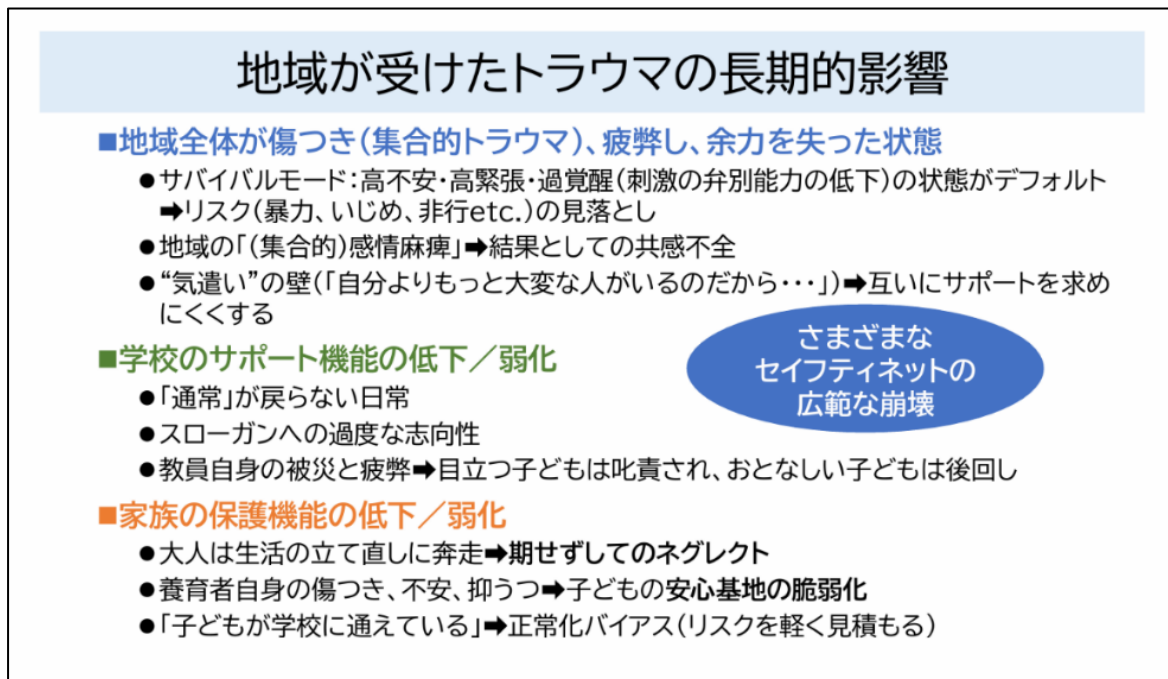 地域が受けたトラウマの長期的影響
■地域全体が傷つき(集合的トラウマ)、疲弊し、余力を失った状態
●サバイバルモード:高不安・高緊張・過覚醒(刺激の弁別能力の低下)の状態がデフォルト
➡リスク(暴力、いじめ、非行etc.)の見落とし
●地域の「(集合的)感情麻痺」➡結果としての共感不全
●“気遣い”の壁(「自分よりもっと大変な人がいるのだから・・・」)➡互いにサポートを求め
にくくする
■学校のサポート機能の低下／弱化
●「通常」が戻らない日常
●スローガンへの過度な志向性
●教員自身の被災と疲弊➡目立つ子どもは叱責され、おとなしい子どもは後回し
さまざまな
セイフティネットの
広範な崩壊
■家族の保護機能の低下／弱化
●大人は生活の立て直しに奔走➡期せずしてのネグレクト
●養育者自身の傷つき、不安、抑うつ➡子どもの安心基地の脆弱化
●「子どもが学校に通えている」➡正常化バイアス(リスクを軽く見積もる)